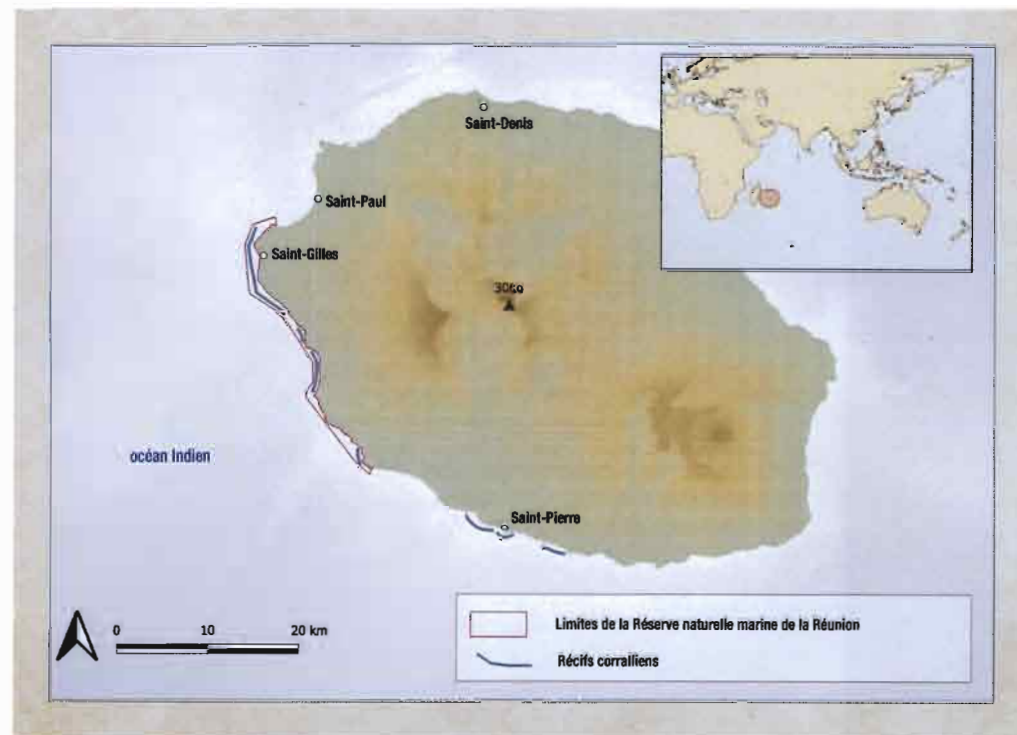 Saint-Denis
Saint-Paul
Saint-Gilles
océan Indien
Saint-Pierre
0 10 20 km
Limites de la Réserve naturelle marine de la Réunion
Récifs coralliens